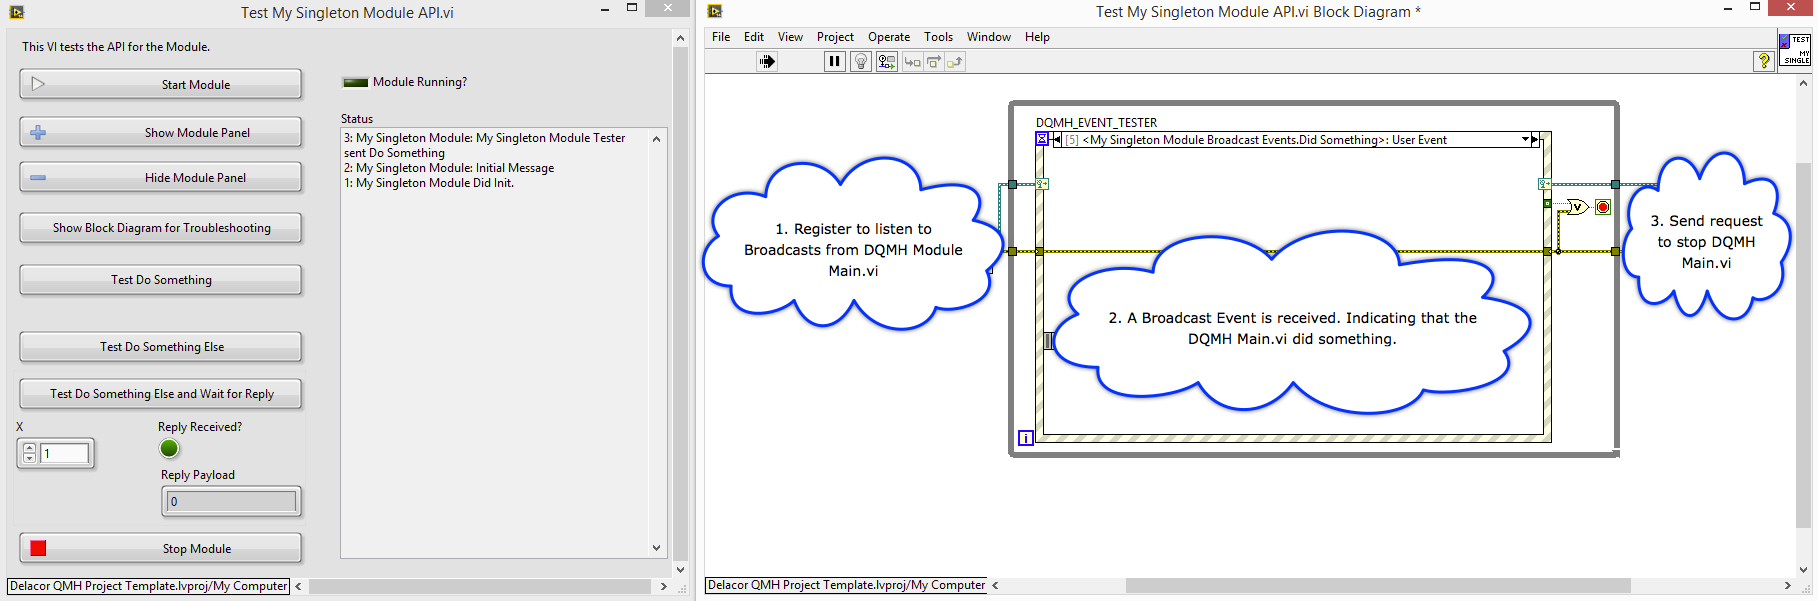 Test My Singleton Module API.vi
This VI tests the API for the Module.
Start Module
Show Module Panel
Hide Module Panel
Show Block Diagram for Troubleshooting
Test Do Something
Test Do Something Else
Test Do Something Else and Wait for Reply
X
1
Reply Received?
Reply Payload
0
Stop Module
Module Running?
Status
3: My Singleton Module: My Singleton Module Tester
sent Do Something
2: My Singleton Module: Initial Message
1: My Singleton Module Did Init.
Delacor QMH Project Template.lvproj/My Computer
Test My Singleton Module API.vi Block Diagram *
File Edit View Project Operate Tools Window Help
?
TEST
MY
SINGLE
DQMH_EVENT_TESTER
[5] <My Singleton Module Broadcast Events.Did Something>: User Event
1. Register to listen to
Broadcasts from DQMH Module
Main.vi
2. A Broadcast Event is received. Indicating that the
DQMH Main.vi did something.
3. Send request
to stop DQMH
Main.vi
V
i
Delacor QMH Project Template.lvproj/My Computer